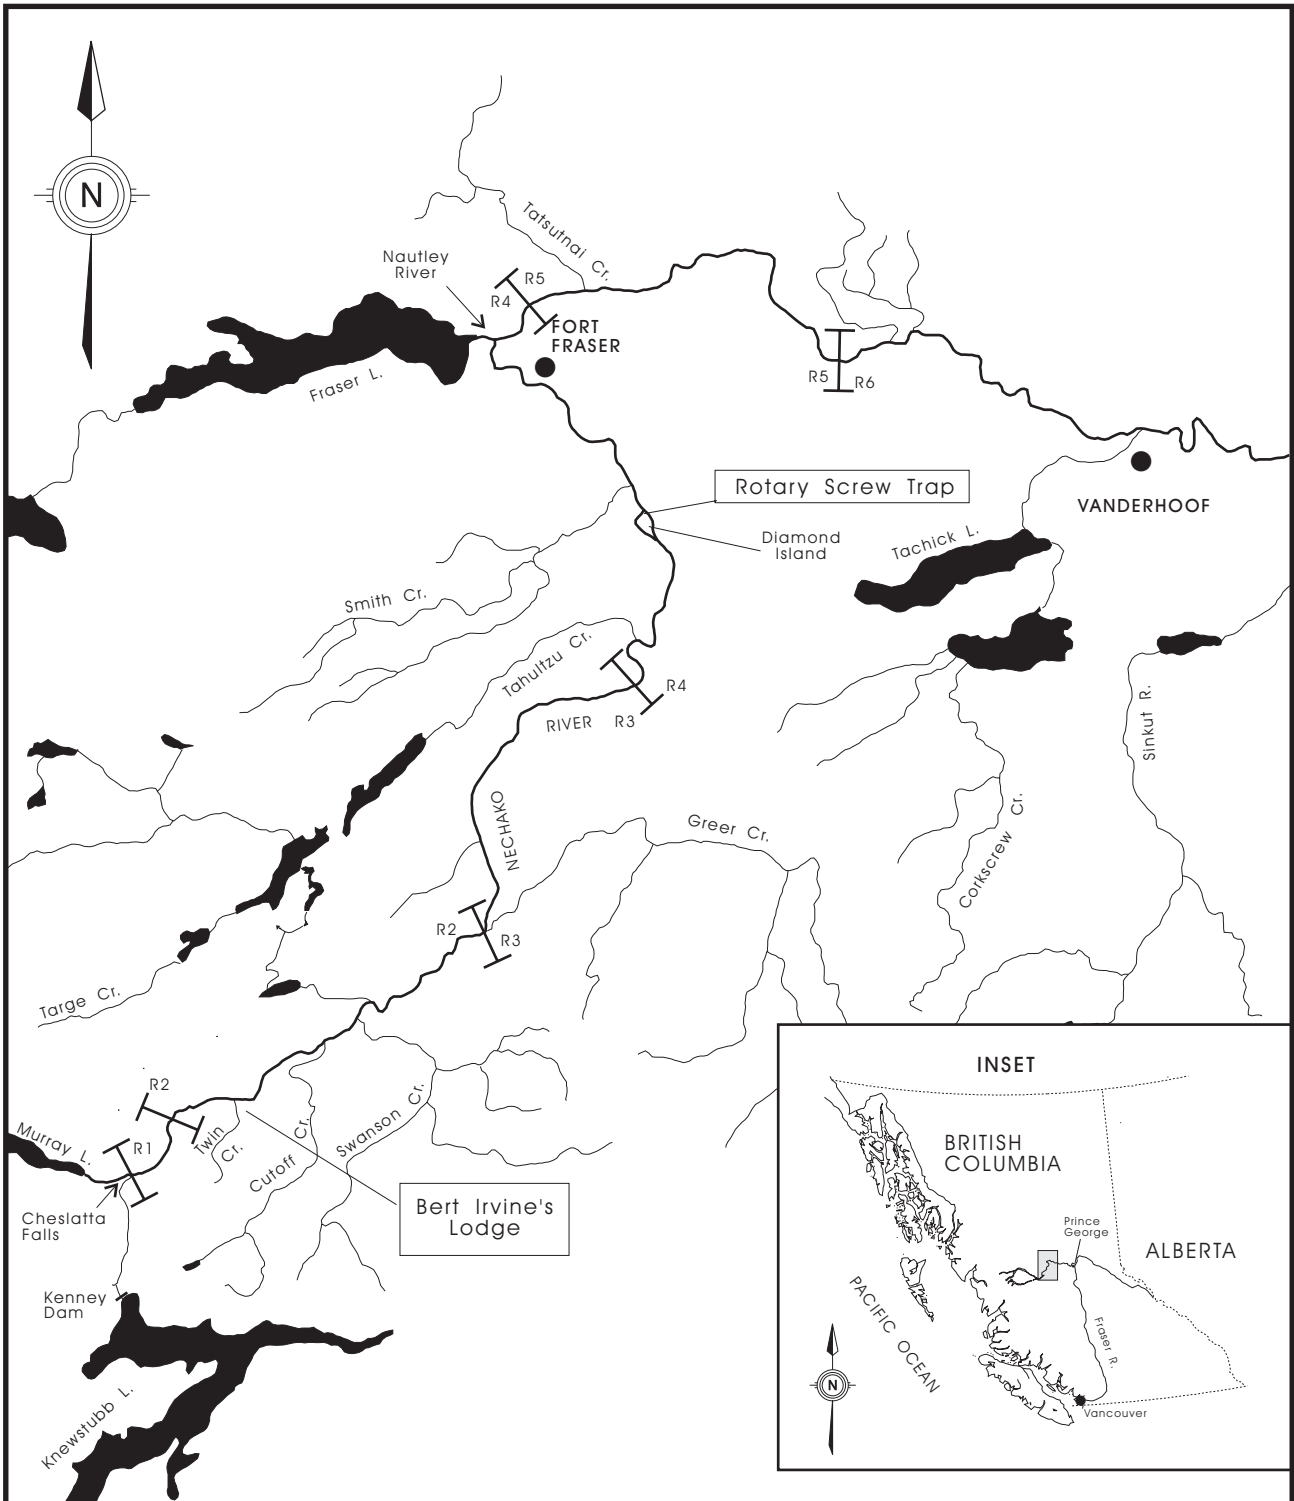 N
Tatsutnai Cr.
Nautley
River
R5
R4
FORT
FRASER
Fraser L.
R5
R6
Rotary Screw Trap
VANDERHOOF
Diamond
Island
Tachick L.
Smith Cr.
Tahultzu Cr.
R4
RIVER
R3
Sinkut R.
NECHAKO
Greer Cr.
Corkscrew Cr.
R2
R3
Targe Cr.
R2
Murray L.
R1
Twin
Cr.
Cutoff
Cr.
Swanson Cr.
Bert Irvine's
Lodge
Cheslatta
Falls
Kenney
Dam
Knewstubb L.
INSET
BRITISH
COLUMBIA
Prince
George
ALBERTA
PACIFIC OCEAN
Fraser R.
N
Vancouver